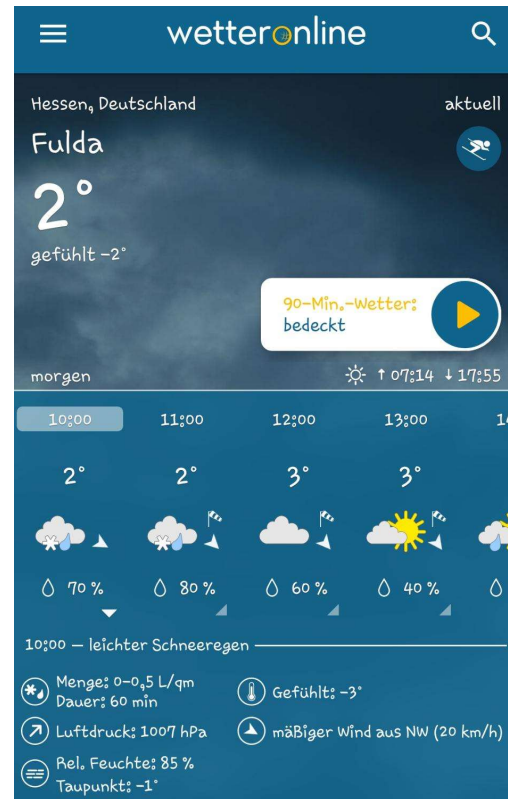 wetteronline
Hessen, Deutschland
aktuell
Fulda
2°
gefühlt -2°
90-Min.-Wetter:
bedeckt
morgen
↑ 07:14 ↓ 17:55
10:00 11:00 12:00 13:00 14
2° 2° 3° 3°
70 % 80 % 60 % 40 %
10:00 – leichter Schneeregen
Menge: 0-0,5 L/qm
Dauer: 60 min
Gefühlt: -3°
Luftdruck: 1007 hPa
mäßiger Wind aus NW (20 km/h)
Rel. Feuchte: 85 %
Taupunkt: -1°